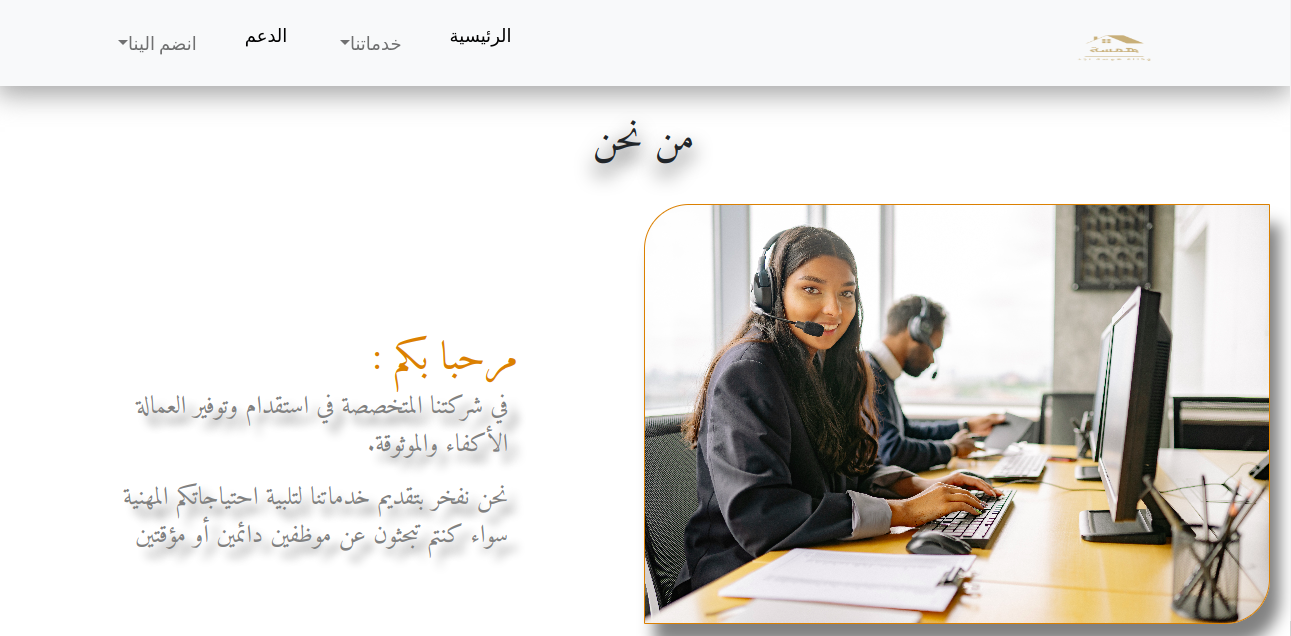 همسة
الرئيسية
خدماتنا
الدعم
انضم الينا
من نحن
مرحبا بكم :
في شركتنا المتخصصة في استقدام وتوفير العمالة
الأكفاء والموثوقة.
نحن نفخر بتقديم خدماتنا لتلبية احتياجاتكم المهنية
سواء كنتم تبحثون عن موظفين دائمين أو مؤقتين